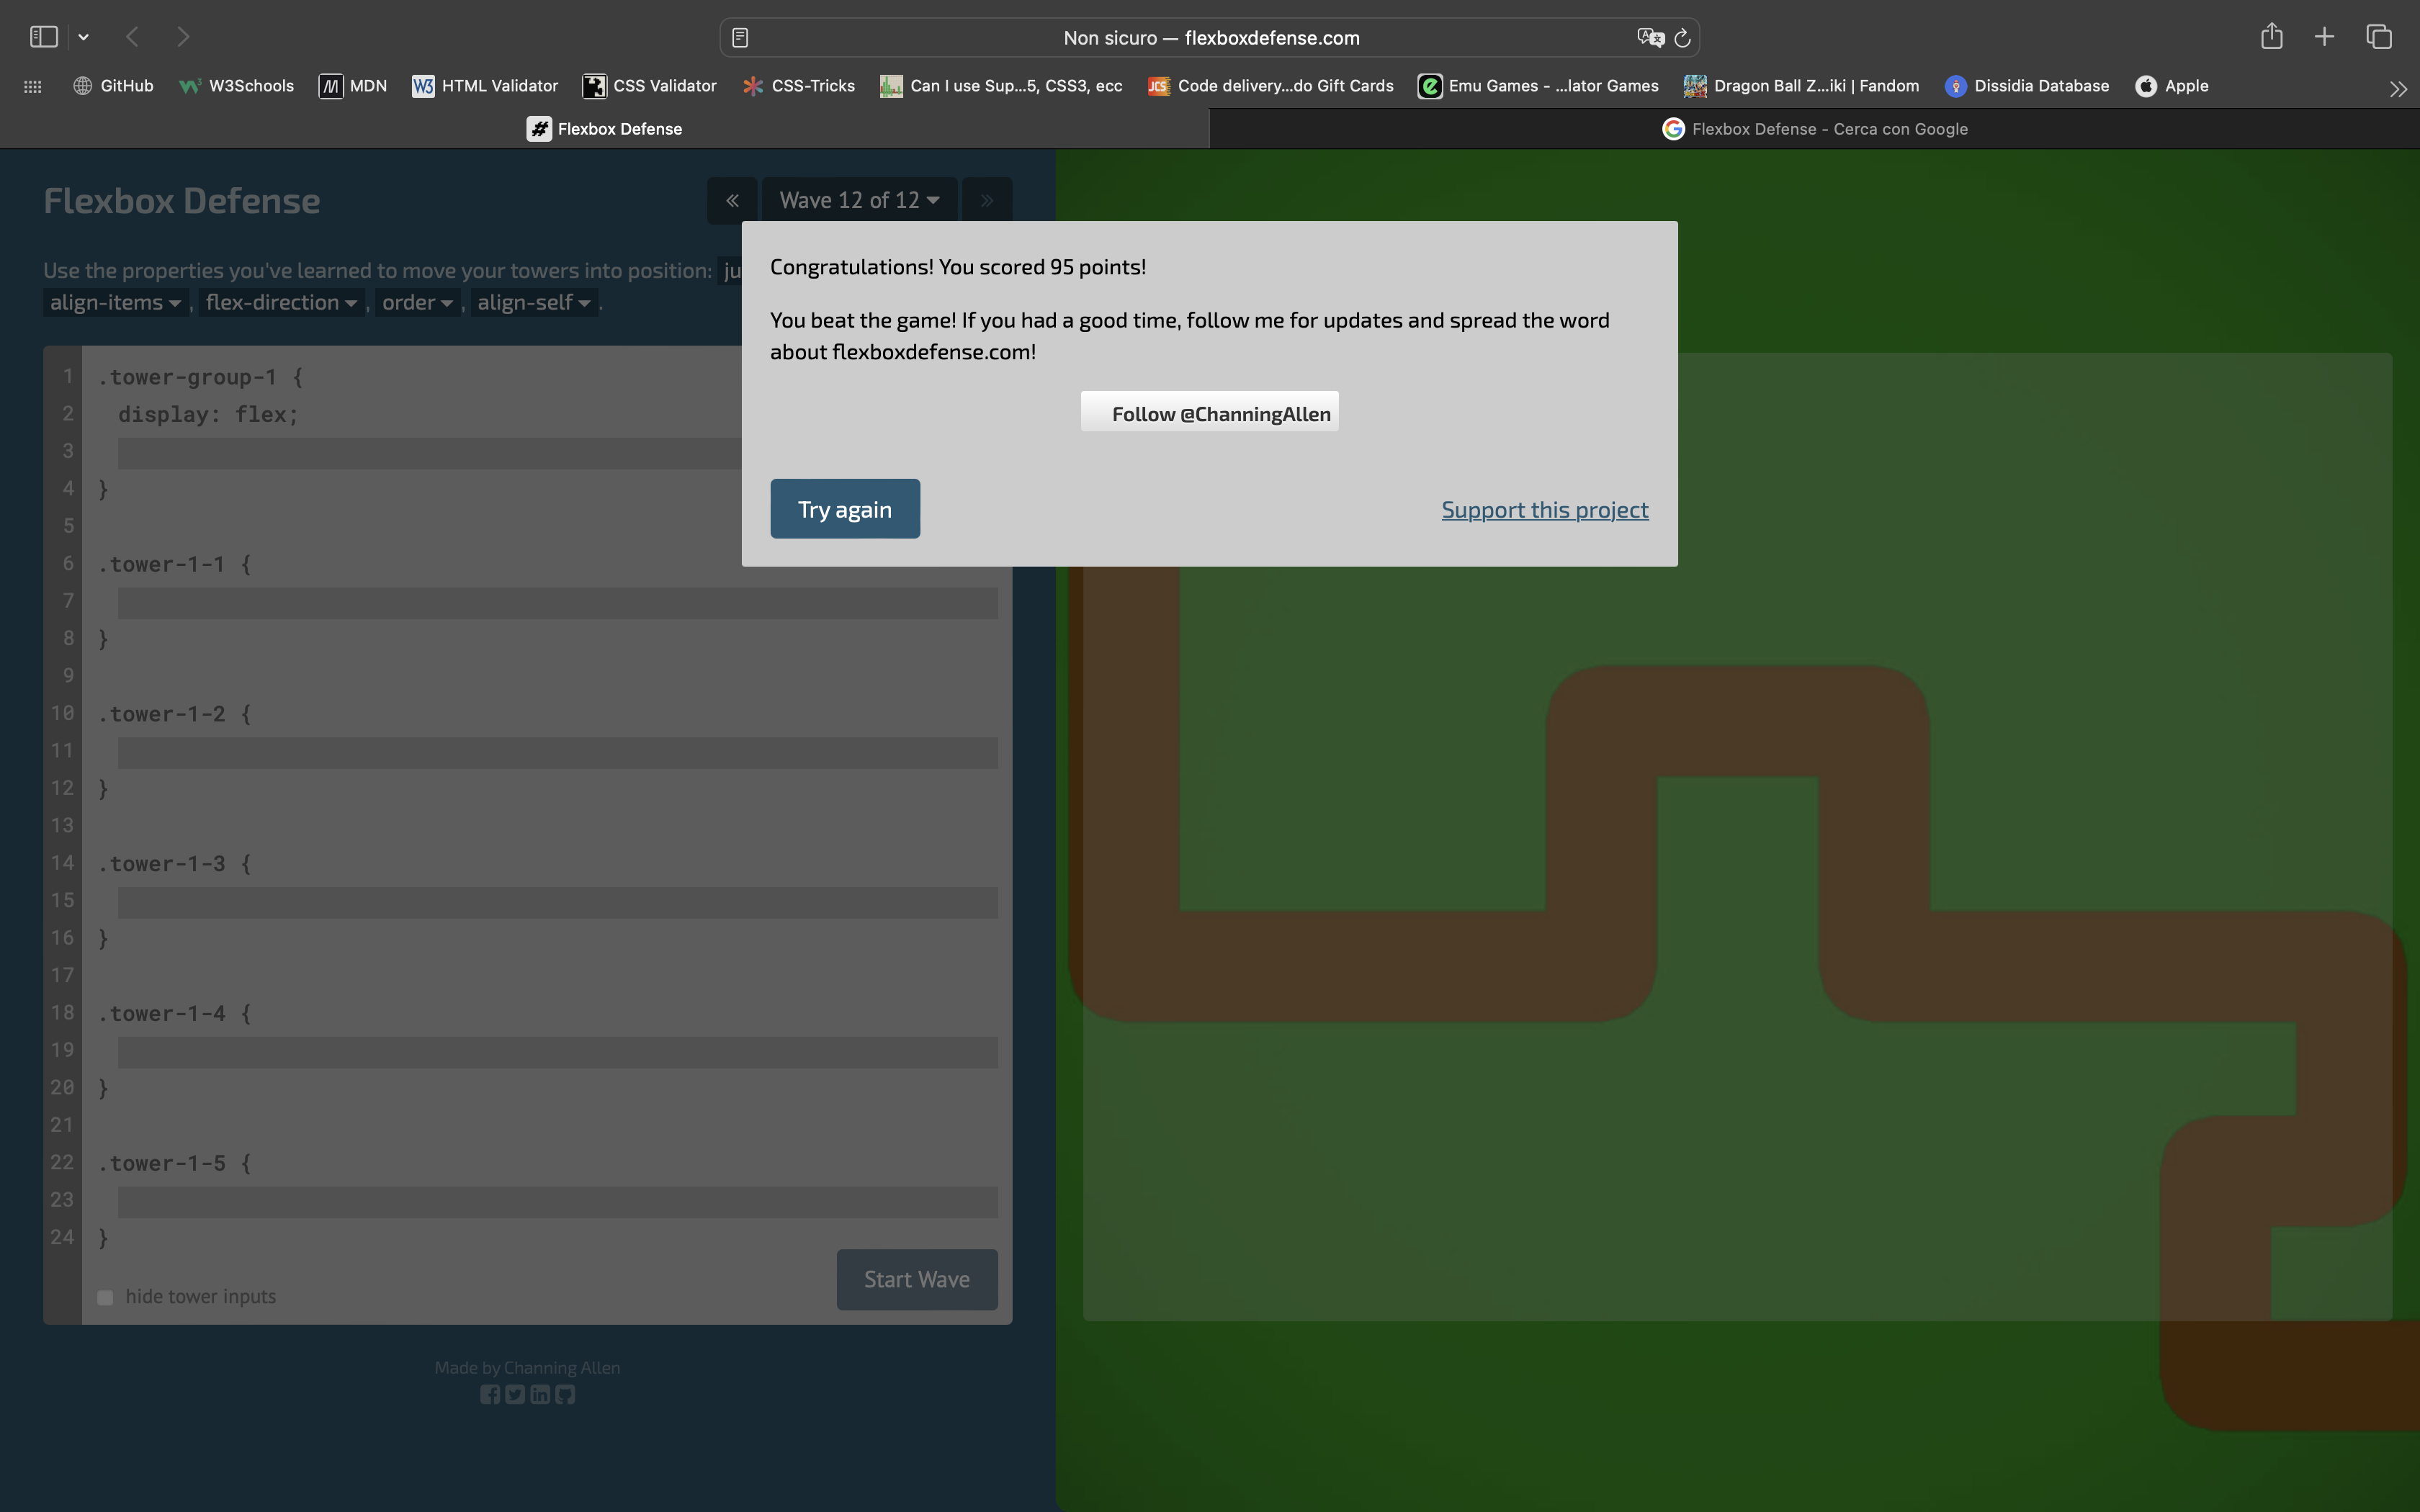 Non sicuro — flexboxdefense.com
GitHub
W3Schools
MDN
HTML Validator
CSS Validator
CSS-Tricks
Can I use Sup...5, CSS3, ecc
Code delivery...do Gift Cards
Emu Games - ...lator Games
Dragon Ball Z...iki | Fandom
Dissidia Database
Apple
Flexbox Defense
Flexbox Defense - Cerca con Google
Flexbox Defense
« Wave 12 of 12 »
Use the properties you've learned to move your towers into position: ju
align-items , flex-direction , order , align-self .
Congratulations! You scored 95 points!
You beat the game! If you had a good time, follow me for updates and spread the word
about flexboxdefense.com!
Follow @ChanningAllen
Try again
Support this project
1 .tower-group-1 {
2 display: flex;
3
4 }
5
6 .tower-1-1 {
7
8 }
9
10 .tower-1-2 {
11
12 }
13
14 .tower-1-3 {
15
16 }
17
18 .tower-1-4 {
19
20 }
21
22 .tower-1-5 {
23
24 }
hide tower inputs
Start Wave
Made by Channing Allen